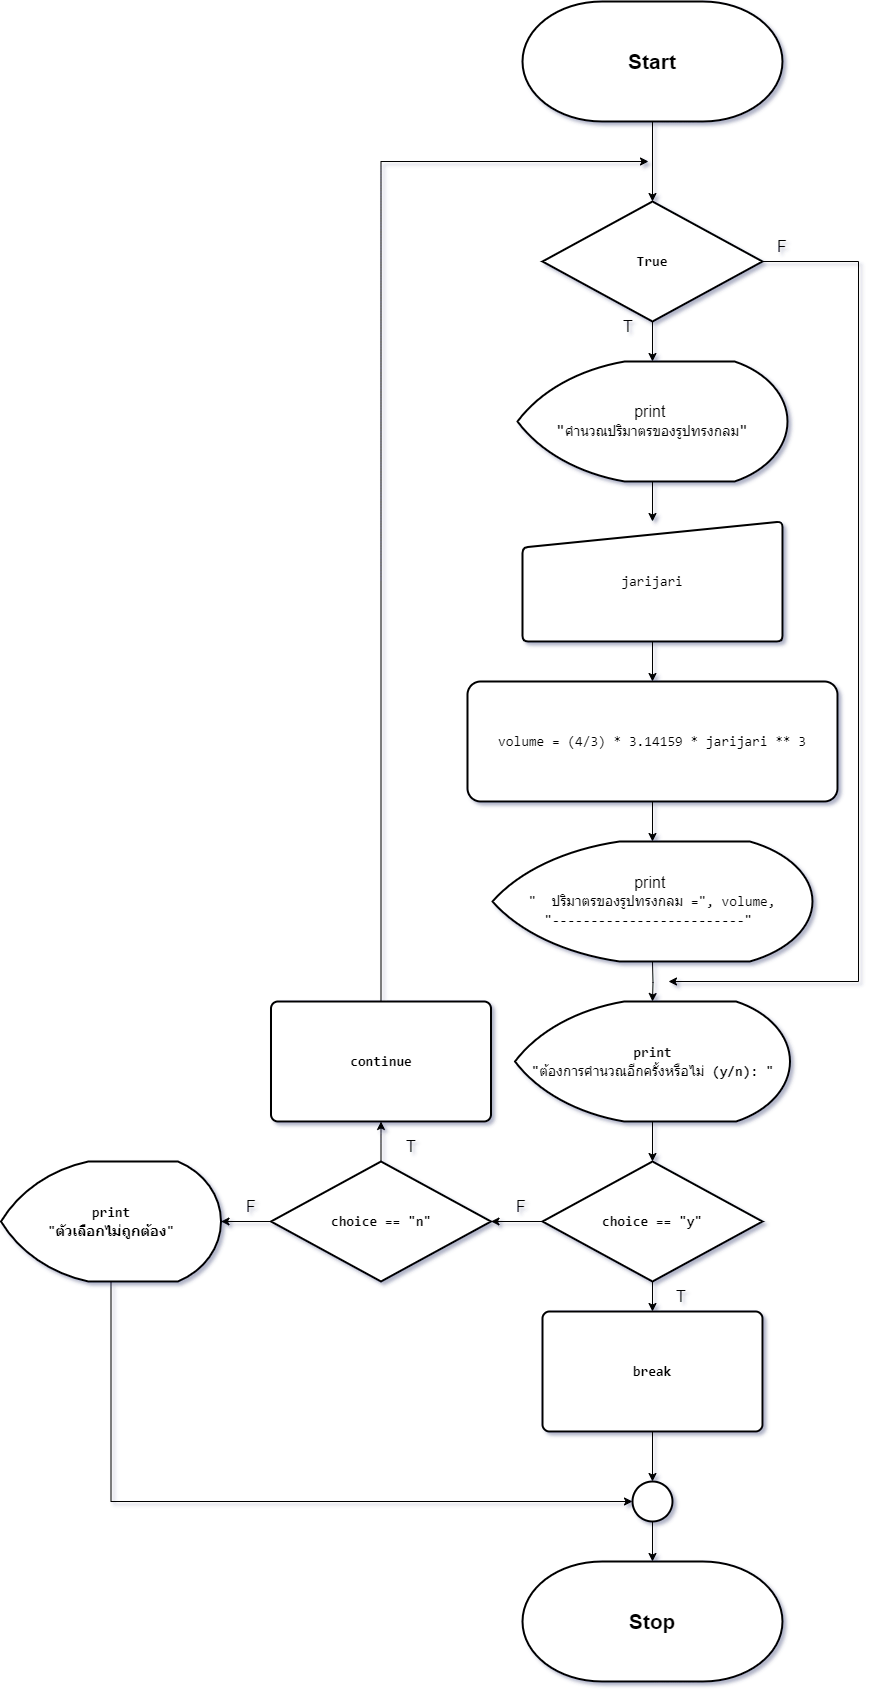 Start
True
F
T
print
"คำนวณปริมาตรของรูปทรงกลม"
jarijari
volume = (4/3) * 3.14159 * jarijari ** 3
print
"  ปริมาตรของรูปทรงกลม =", volume,
"-------------------------"
print
"ต้องการคำนวณอีกครั้งหรือไม่ (y/n): "
continue
T
choice == "y"
F
choice == "n"
F
print
"ตัวเลือกไม่ถูกต้อง"
T
break
Stop